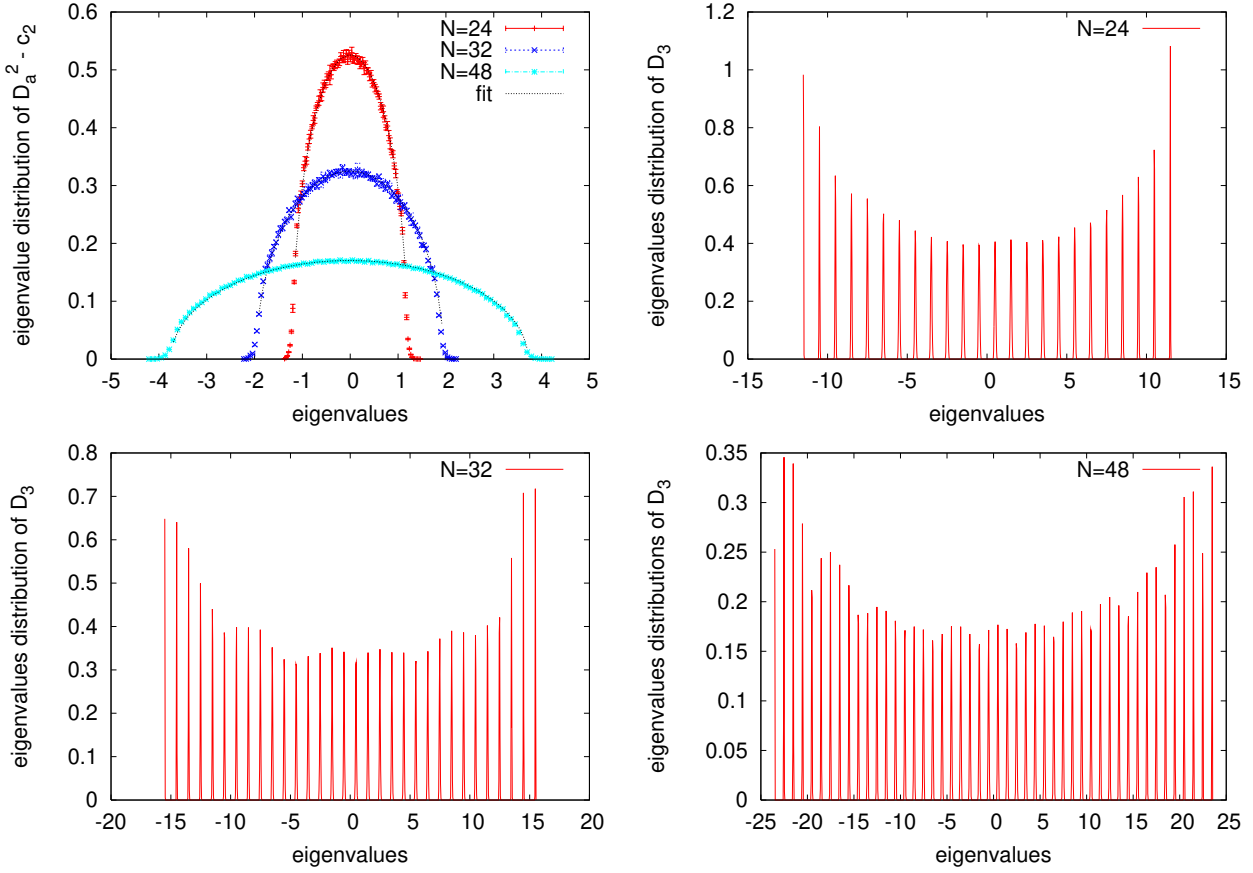 eigenvalue distribution of D_a^2 - c_2
0.6
0.5
0.4
0.3
0.2
0.1
0
-5 -4 -3 -2 -1 0 1 2 3 4 5
eigenvalues
N=24
N=32
N=48
fit
eigenvalues distribution of D_3
1.2
1
0.8
0.6
0.4
0.2
0
-15 -10 -5 0 5 10 15
eigenvalues
N=24
eigenvalues distribution of D_3
0.8
0.7
0.6
0.5
0.4
0.3
0.2
0.1
0
-20 -15 -10 -5 0 5 10 15 20
eigenvalues
N=32
eigenvalues distributions of D_3
0.35
0.3
0.25
0.2
0.15
0.1
0.05
0
-25 -20 -15 -10 -5 0 5 10 15 20 25
eigenvalues
N=48